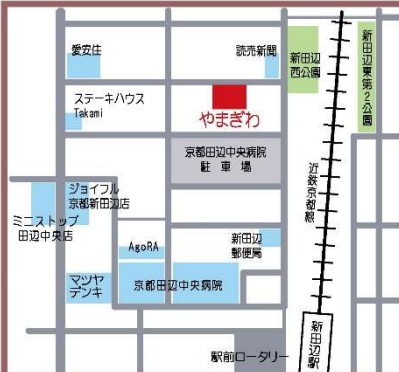 愛安住
読売新聞
新田辺
西公園
新田辺東第2公園
ステーキハウス
Takami
やまぎわ
京都田辺中央病院
駐車場
近鉄京都線
ジョイフル
京都新田辺店
ミニストップ
田辺中央店
AgoRA
新田辺
郵便局
マツヤ
デンキ
京都田辺中央病院
新田辺駅
駅前ロータリー